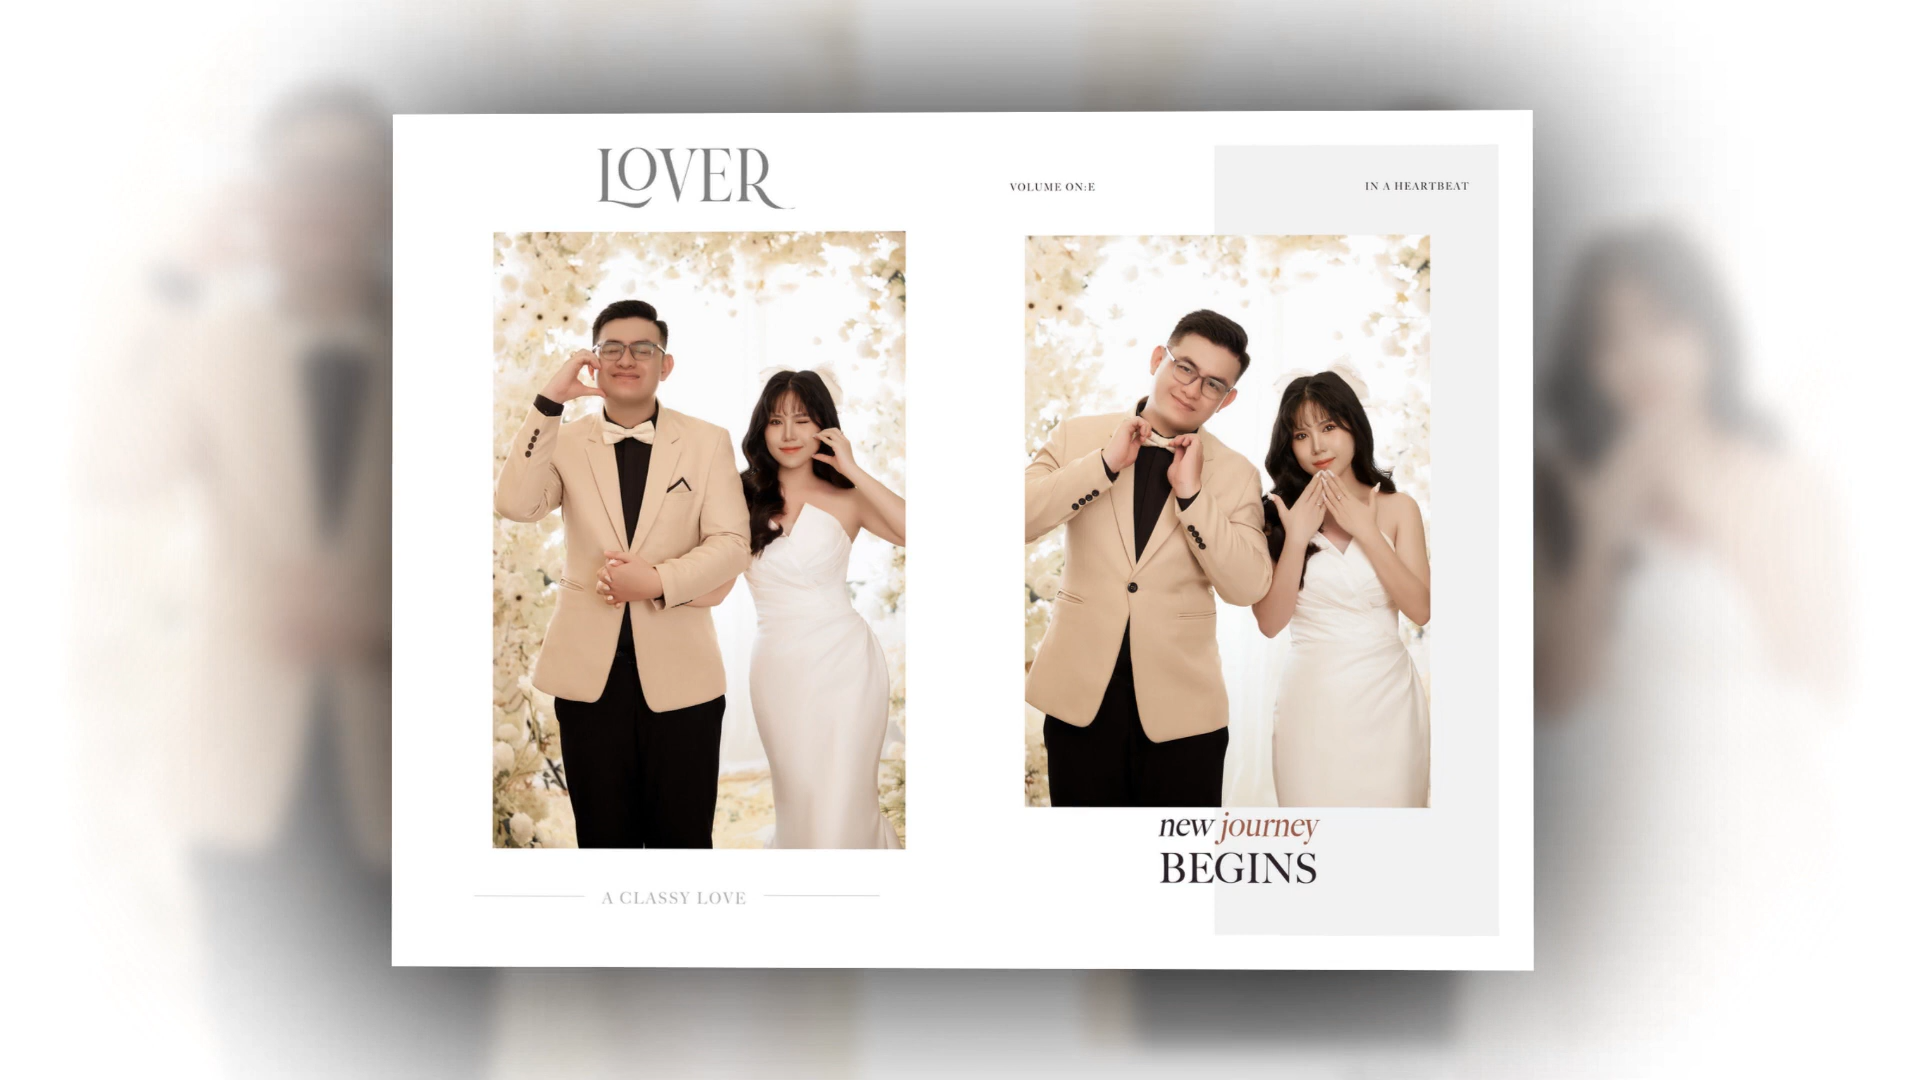 LOVER
A CLASSY LOVE
VOLUME ON:E
IN A HEARTBEAT
new journey
BEGINS